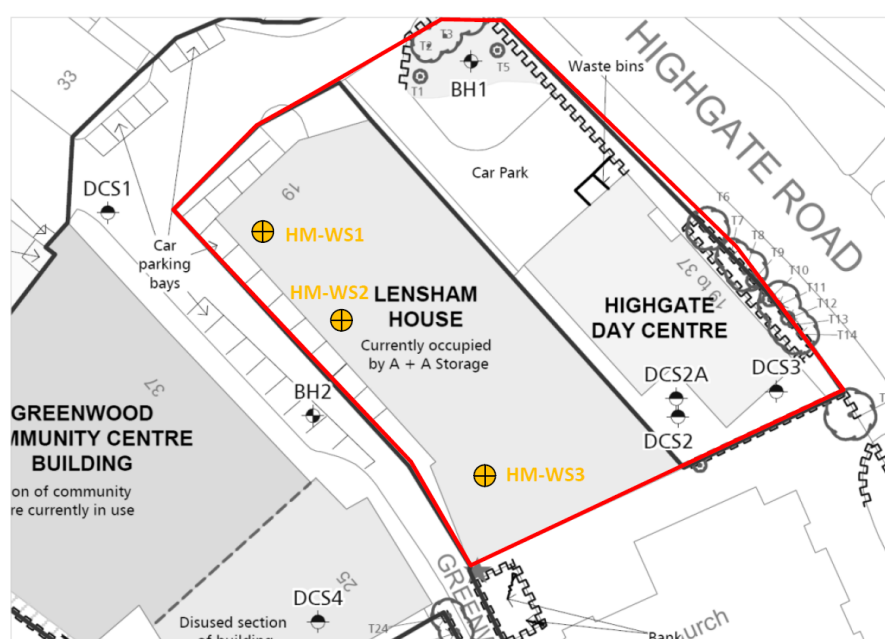 33
DCS1
Car
parking
bays
T2
T3
T1
T5
BH1
Waste bins
HIGHGATE ROAD
Car Park
19
HM-WS1
HM-WS2
LENSHAM
HOUSE
Currently occupied
by A + A Storage
19 to 37
HIGHGATE
DAY CENTRE
T6
T7
T8
T9
T10
T11
T12
T13
T14
DCS3
DCS2A
DCS2
BH2
37
GREENWOOD
MMUNITY CENTRE
BUILDING
on of community
re currently in use
HM-WS3
25
GREENW
DCS4
Disused section
of building
T24
Bank
urch